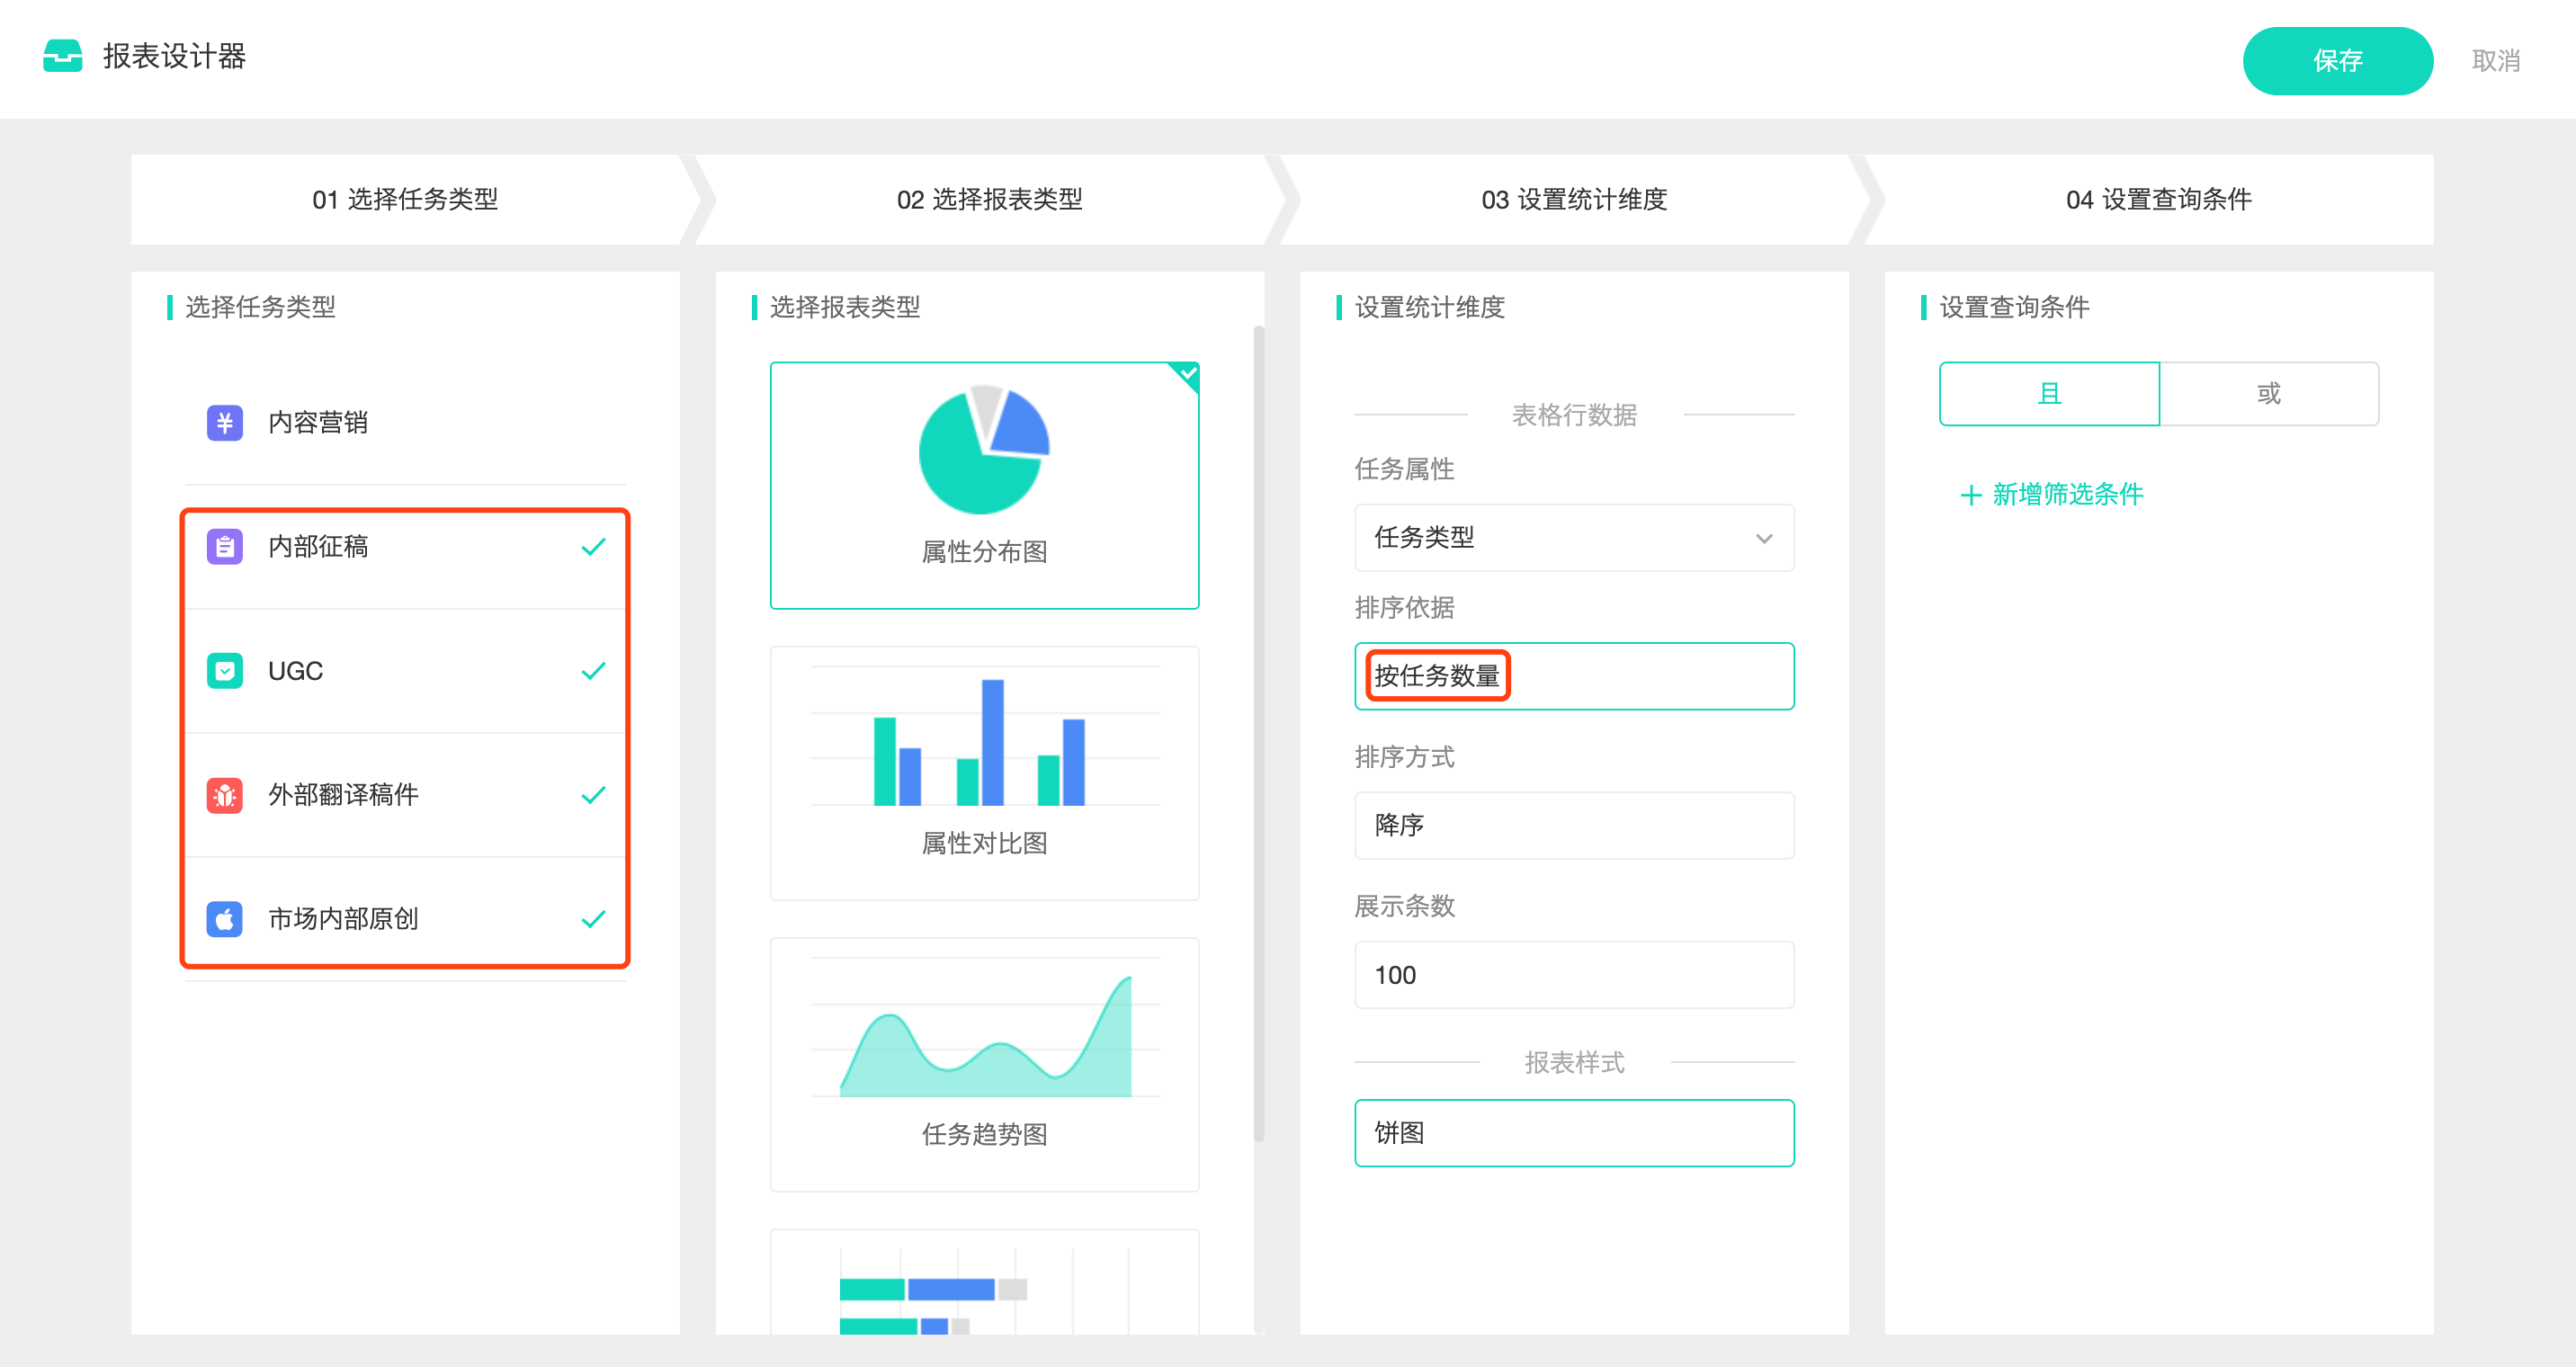 报表设计器
保存
取消
01 选择任务类型
02 选择报表类型
03 设置统计维度
04 设置查询条件
选择任务类型
内容营销
内部征稿
UGC
外部翻译稿件
市场内部原创
选择报表类型
属性分布图
属性对比图
任务趋势图
设置统计维度
表格行数据
任务属性
任务类型
排序依据
按任务数量
排序方式
降序
展示条数
100
报表样式
饼图
设置查询条件
且
或
+ 新增筛选条件